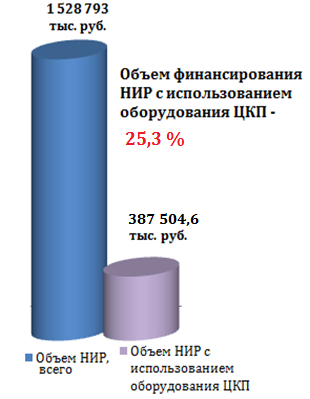 1 528 793
тыс. руб.
Объем финансирования
НИР с использованием
оборудования ЦКП -
25,3 %
387 504,6
тыс. руб.
Объем НИР,
всего
Объем НИР с
использованием
оборудования ЦКП